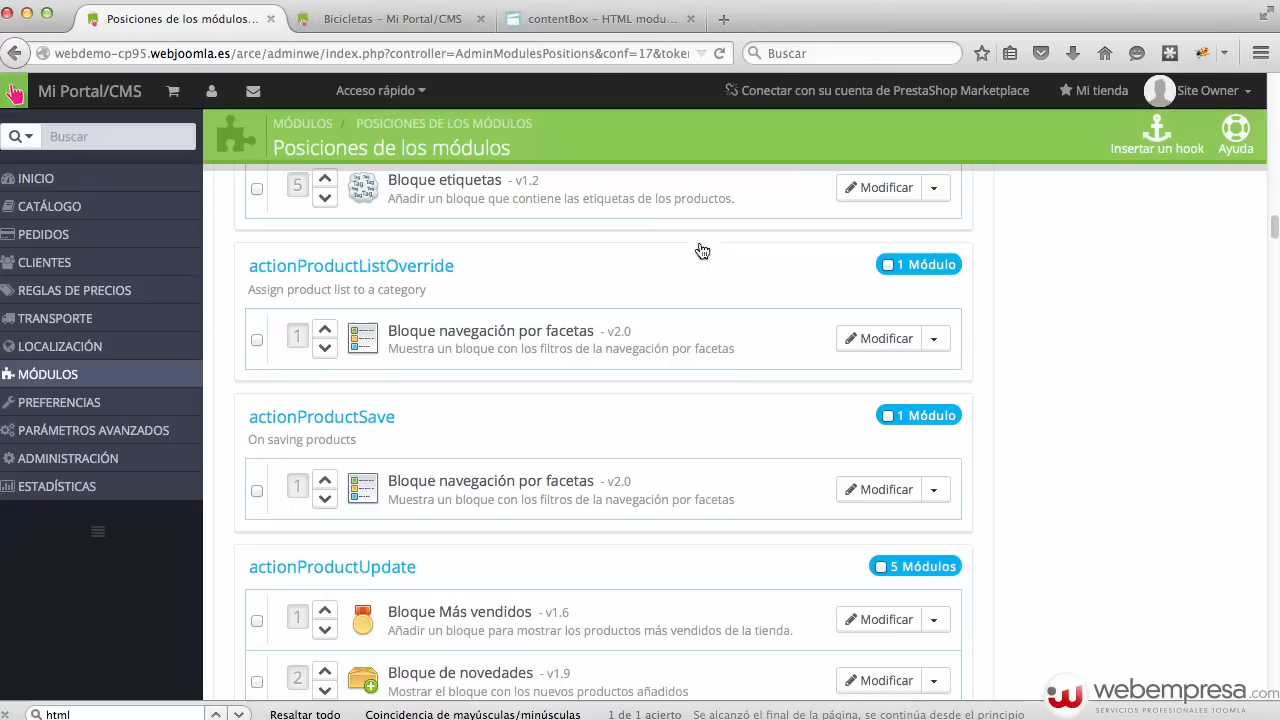 Posiciones de los módulos... ×
Bicicletas – Mi Portal/CMS ×
contentBox – HTML modu... ×
webdemo-cp95.webjoomla.es/arce/adminwe/index.php?controller=AdminModulesPositions&conf=17&toke
Buscar
Mi Portal/CMS
Acceso rápido
Conectar con su cuenta de PrestaShop Marketplace
Mi tienda
Site Owner
Buscar
MÓDULOS / POSICIONES DE LOS MÓDULOS
Posiciones de los módulos
Insertar un hook
Ayuda
INICIO
CATÁLOGO
PEDIDOS
CLIENTES
REGLAS DE PRECIOS
TRANSPORTE
LOCALIZACIÓN
MÓDULOS
PREFERENCIAS
PARÁMETROS AVANZADOS
ADMINISTRACIÓN
ESTADÍSTICAS
5 Bloque etiquetas - v1.2 Modificar
Añadir un bloque que contiene las etiquetas de los productos.
actionProductListOverride 1 Módulo
Assign product list to a category
1 Bloque navegación por facetas - v2.0 Modificar
Muestra un bloque con los filtros de la navegación por facetas
actionProductSave 1 Módulo
On saving products
1 Bloque navegación por facetas - v2.0 Modificar
Muestra un bloque con los filtros de la navegación por facetas
actionProductUpdate 5 Módulos
1 Bloque Más vendidos - v1.6 Modificar
Añadir un bloque para mostrar los productos más vendidos de la tienda.
2 Bloque de novedades - v1.9 Modificar
Mostrar el bloque con los nuevos productos añadidos
webempresa.com
SERVICIOS PROFESIONALES JOOMLA
html Resaltar todo Coincidencia de mayúsculas/minúsculas 1 de 1 acierto Se alcanzó el final de la página, se continúa desde el principio